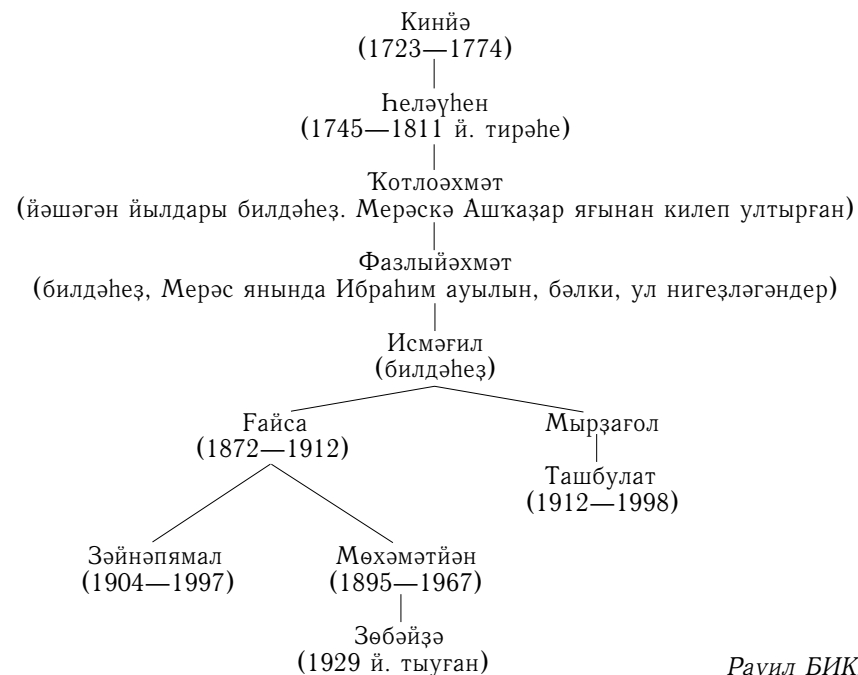 Кинйә
(1723—1774)
Һеләүһен
(1745—1811 й. тирәһе)
Ҡотлоәхмәт
(йәшәгән йылдары билдәһеҙ. Мерәскә Ашҡаҙар яғынан килеп ултырған)
Фазлыйәхмәт
(билдәһеҙ, Мерәс янында Ибраһим ауылын, бәлки, ул нигеҙләгәндер)
Исмәғил
(билдәһеҙ)
Ғайса
(1872—1912)
Мырҙағол
Ташбулат
(1912—1998)
Зәйнәпямал
(1904—1997)
Мөхәмәтйән
(1895—1967)
Зөбәйҙә
(1929 й. тыуған)
Рауил БИК